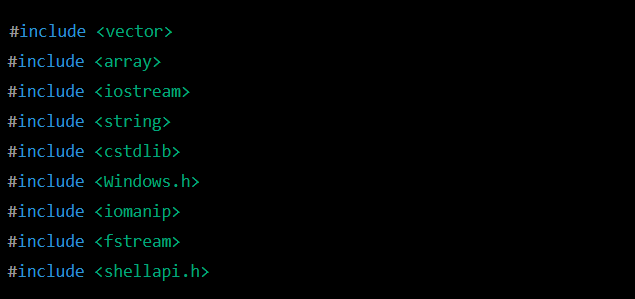 #include <vector>
#include <array>
#include <iostream>
#include <string>
#include <cstdlib>
#include <Windows.h>
#include <iomanip>
#include <fstream>
#include <shellapi.h>